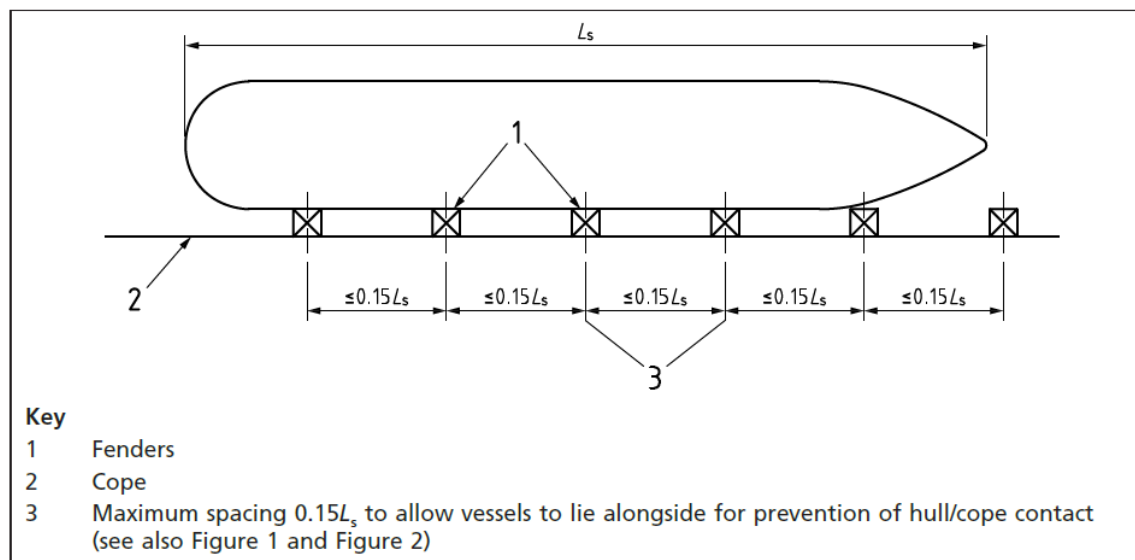 Ls
1
2
≤0.15Ls
≤0.15Ls
≤0.15Ls
≤0.15Ls
≤0.15Ls
3
Key
1 Fenders
2 Cope
3 Maximum spacing 0.15Ls to allow vessels to lie alongside for prevention of hull/cope contact
(see also Figure 1 and Figure 2)